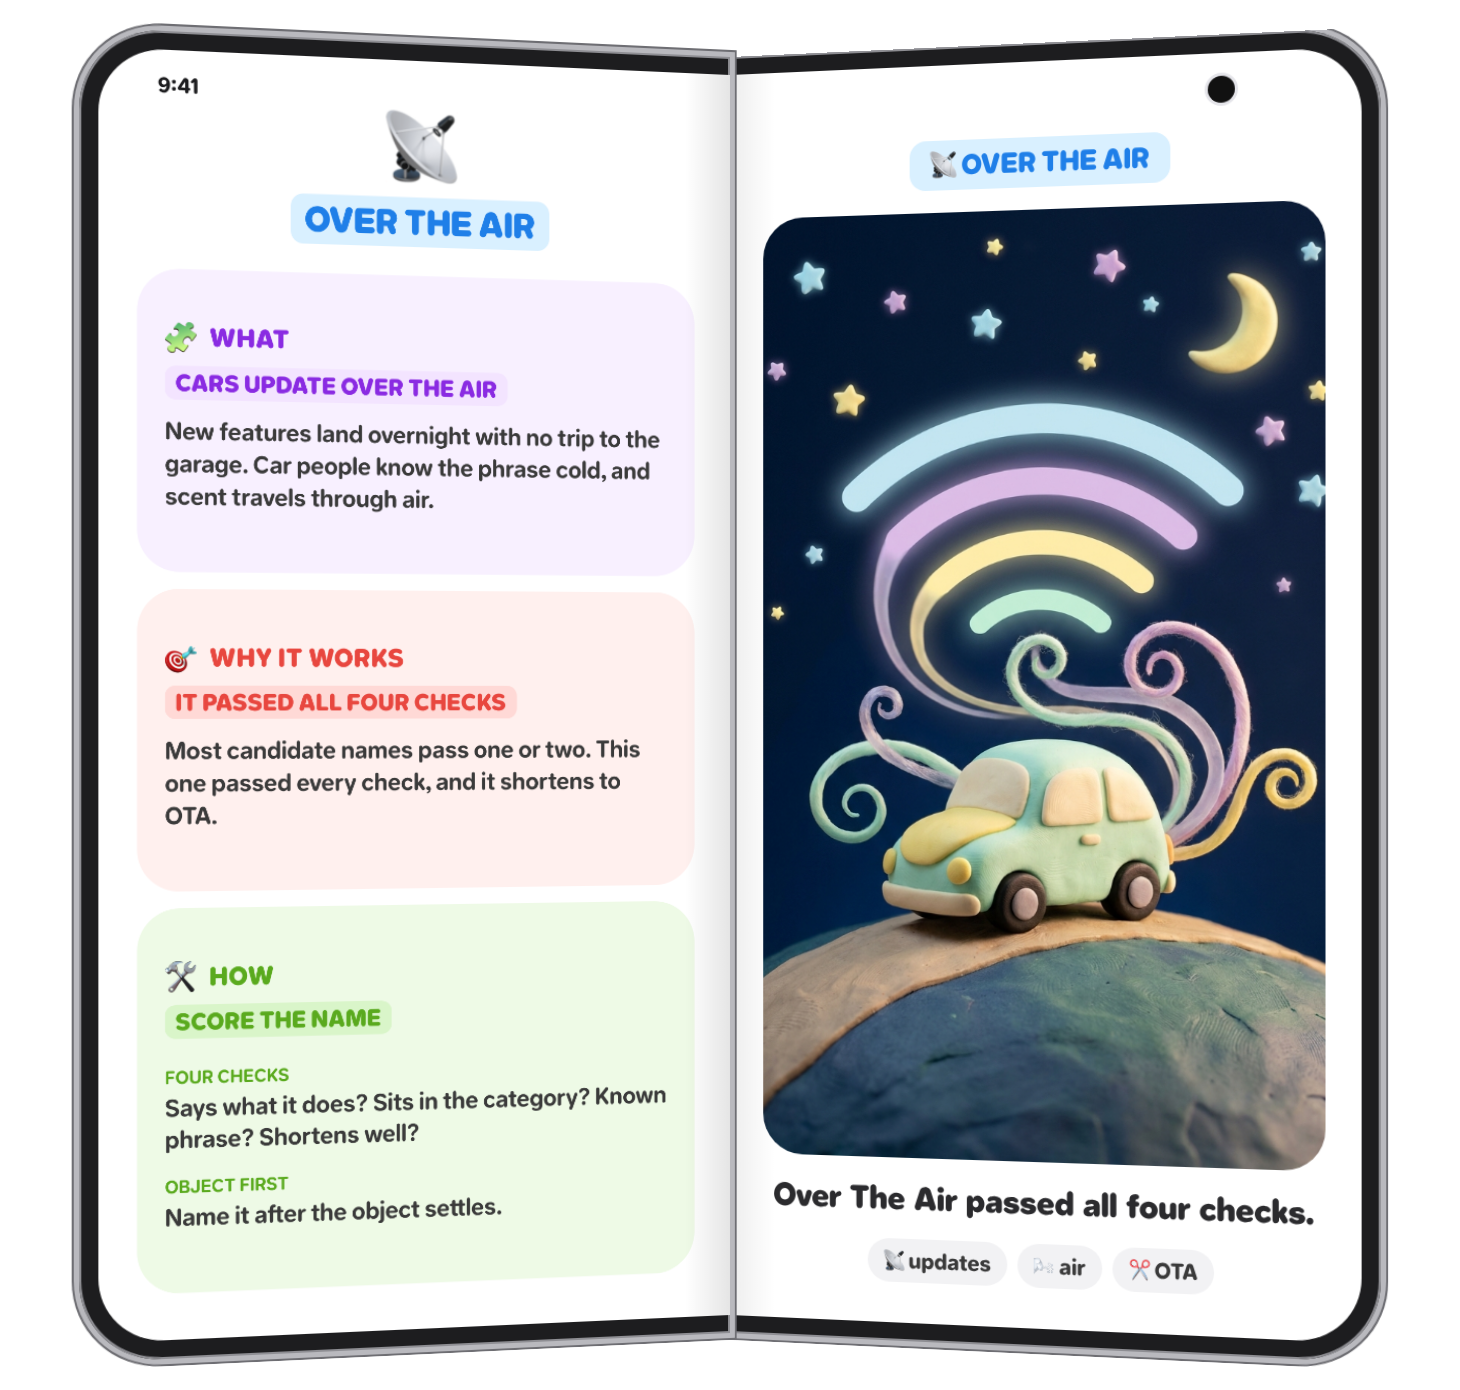 9:41
OVER THE AIR
WHAT
CARS UPDATE OVER THE AIR
New features land overnight with no trip to the
garage. Car people know the phrase cold, and
scent travels through air.
WHY IT WORKS
IT PASSED ALL FOUR CHECKS
Most candidate names pass one or two. This
one passed every check, and it shortens to
OTA.
HOW
SCORE THE NAME
FOUR CHECKS
Says what it does? Sits in the category? Known
phrase? Shortens well?
OBJECT FIRST
Name it after the object settles.
OVER THE AIR
Over The Air passed all four checks.
updates
air
OTA